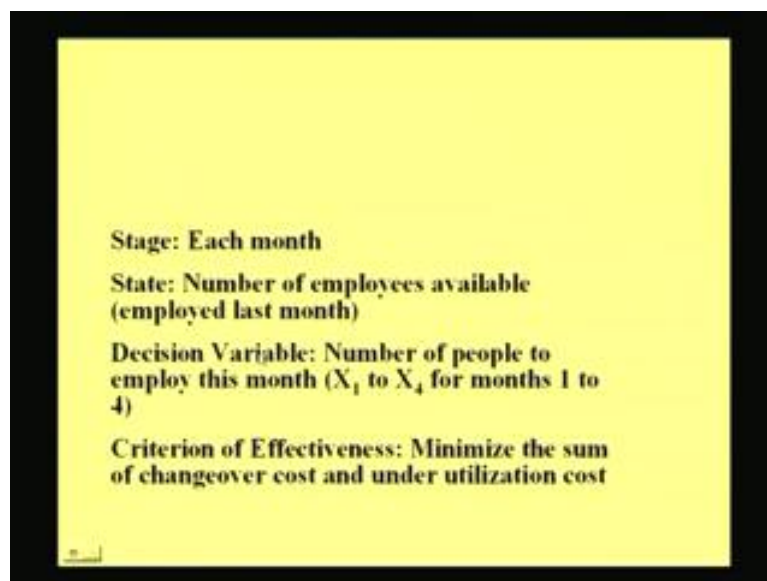 Stage: Each month
State: Number of employees available
(employed last month)
Decision Variable: Number of people to
employ this month (X₁ to X₄ for months 1 to
4)
Criterion of Effectiveness: Minimize the sum
of changeover cost and under utilization cost